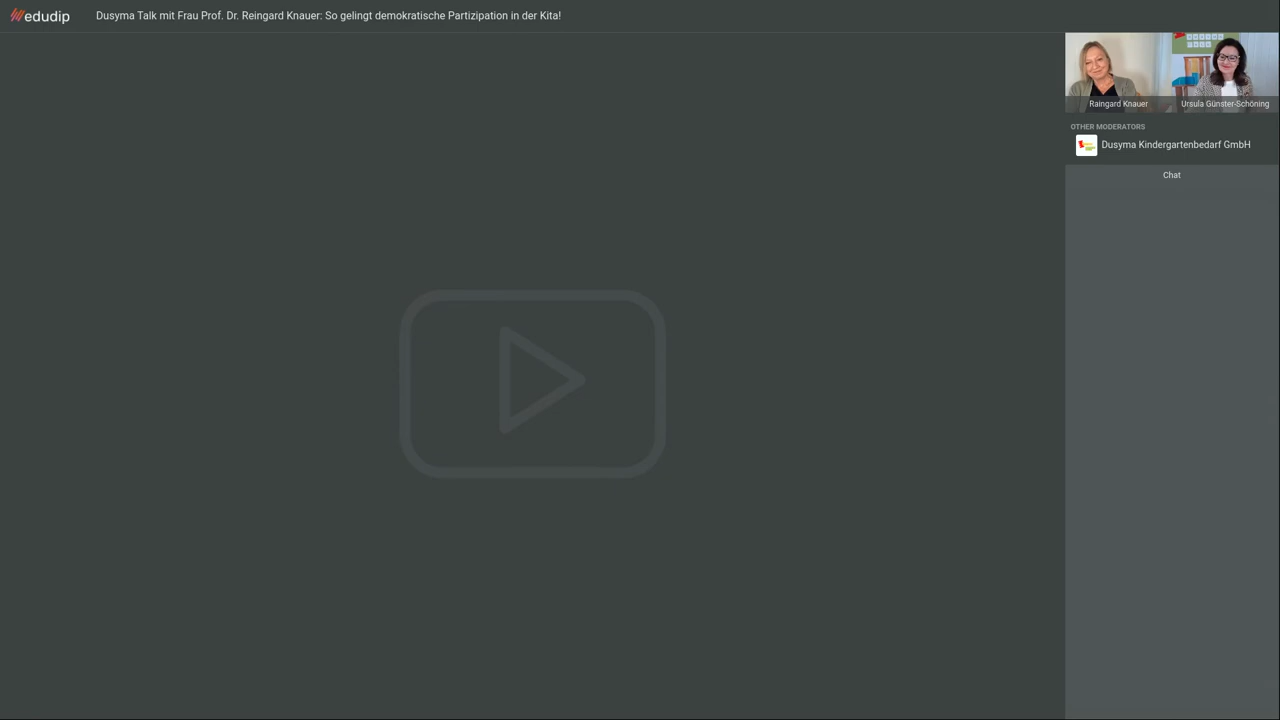 edudip
Dusyma Talk mit Frau Prof. Dr. Reingard Knauer: So gelingt demokratische Partizipation in der Kita!
Raingard Knauer
Ursula Günster-Schöning
OTHER MODERATORS
Dusyma Kindergartenbedarf GmbH
Chat